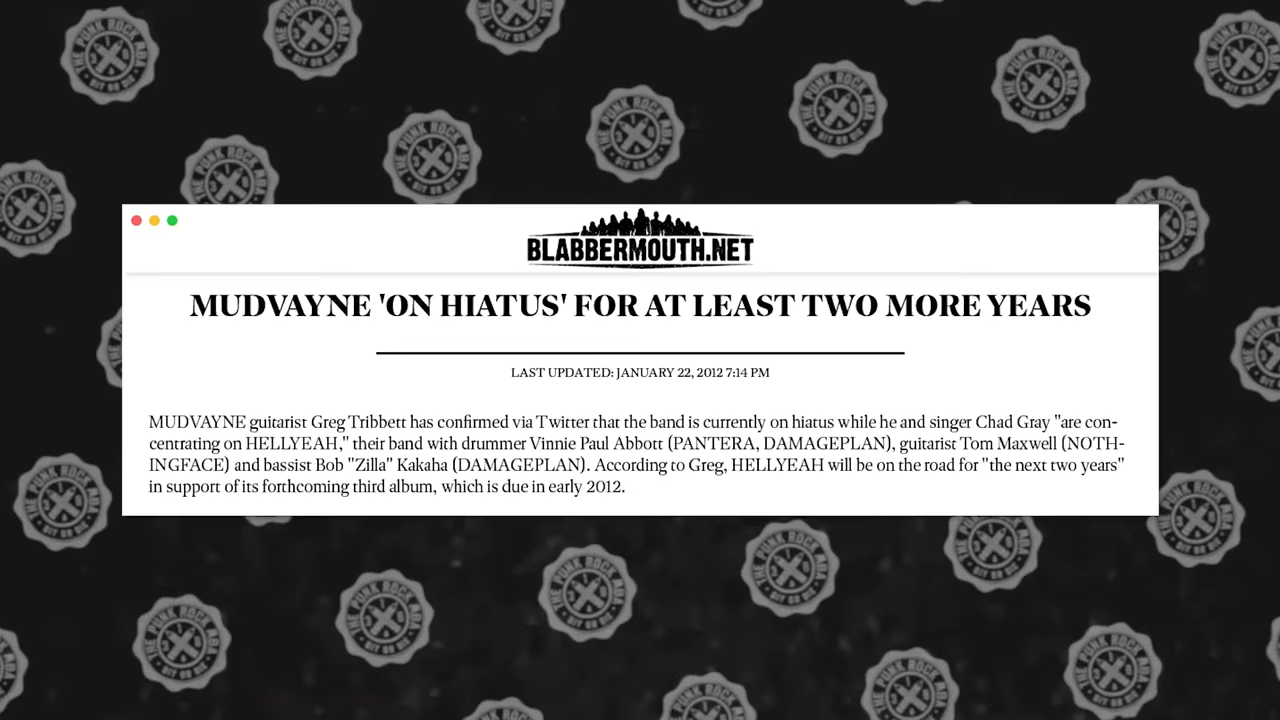 BLABBERMOUTH.NET
MUDVAYNE 'ON HIATUS' FOR AT LEAST TWO MORE YEARS
LAST UPDATED: JANUARY 22, 2012 7:14 PM
MUDVAYNE guitarist Greg Tribbett has confirmed via Twitter that the band is currently on hiatus while he and singer Chad Gray "are con-
centrating on HELLYEAH," their band with drummer Vinnie Paul Abbott (PANTERA, DAMAGEPLAN), guitarist Tom Maxwell (NOTH-
INGFACE) and bassist Bob "Zilla" Kakaha (DAMAGEPLAN). According to Greg, HELLYEAH will be on the road for "the next two years"
in support of its forthcoming third album, which is due in early 2012.
THE PUNK ROCK MBA